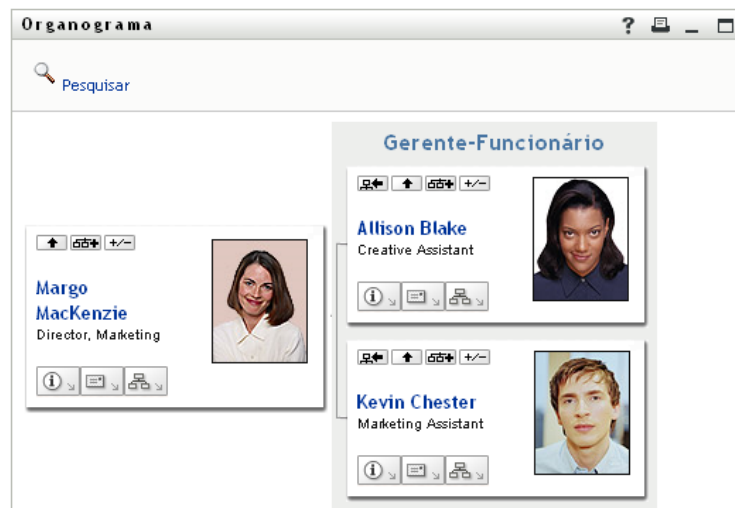 Organograma
Pesquisar
Gerente-Funcionário
Allison Blake
Creative Assistant
Margo
MacKenzie
Director, Marketing
Kevin Chester
Marketing Assistant